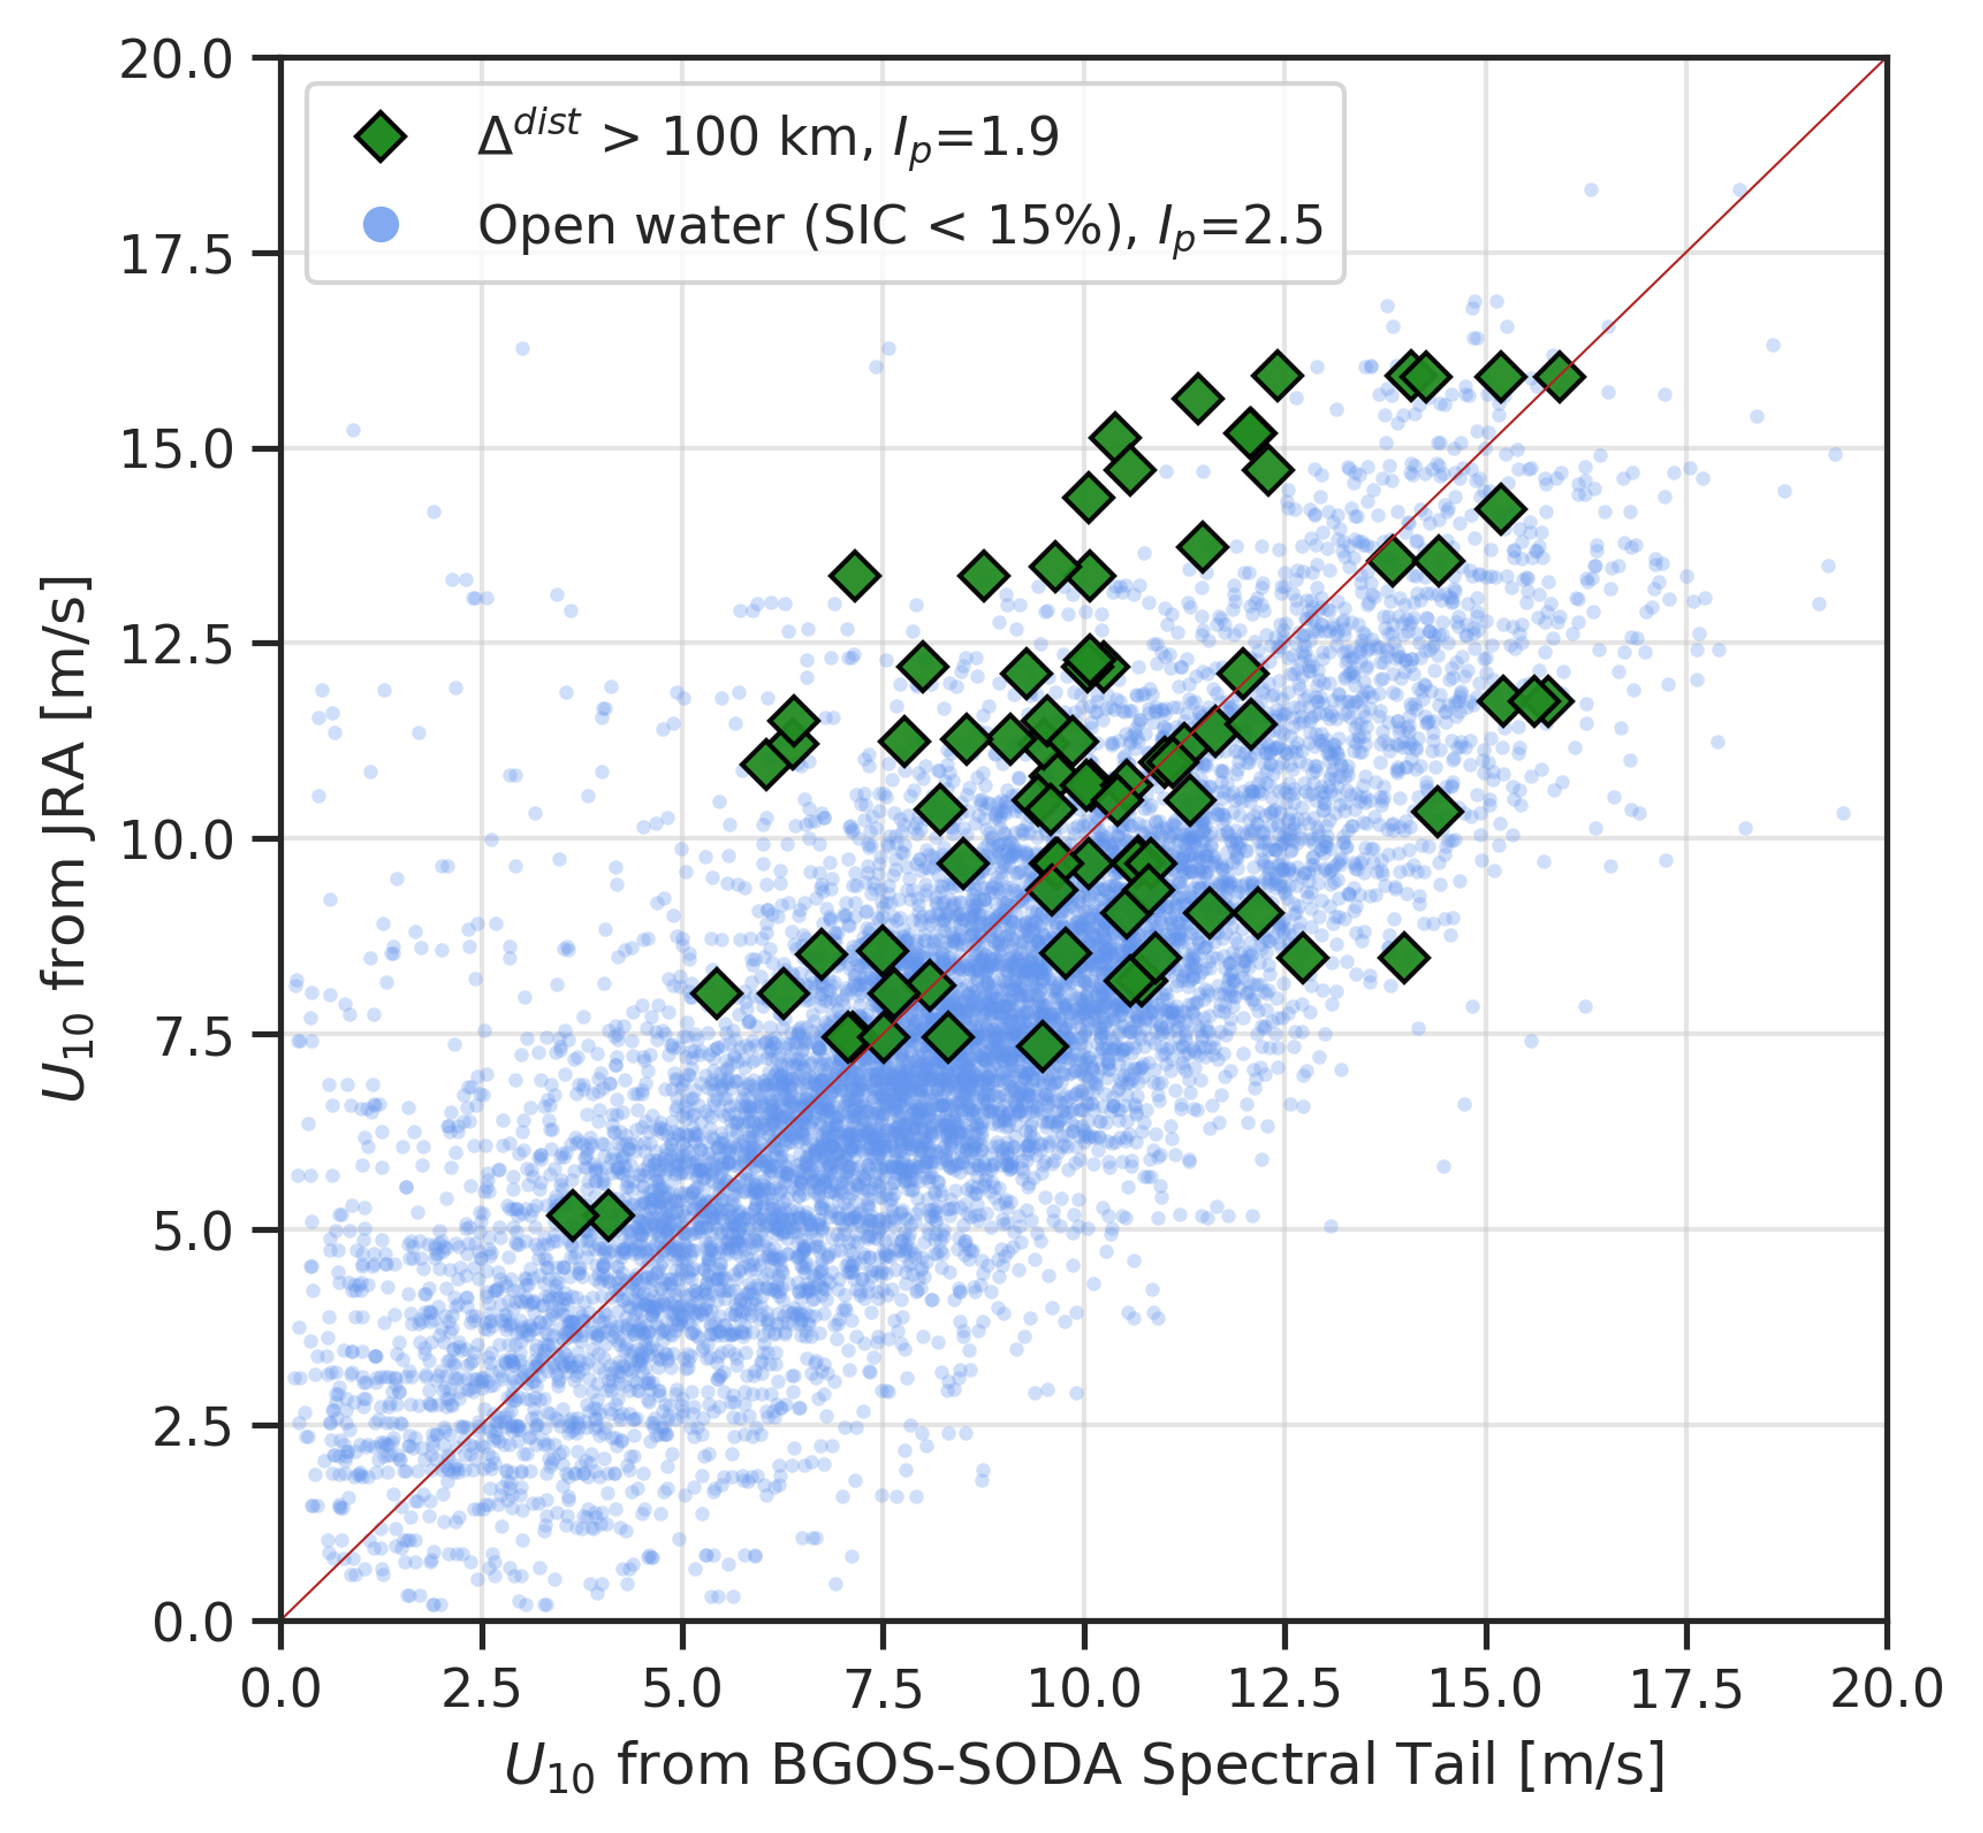 Δ^dist > 100 km, I_p=1.9
Open water (SIC < 15%), I_p=2.5
20.0
17.5
15.0
12.5
10.0
7.5
5.0
2.5
0.0
U_10 from JRA [m/s]
0.0 2.5 5.0 7.5 10.0 12.5 15.0 17.5 20.0
U_10 from BGOS-SODA Spectral Tail [m/s]